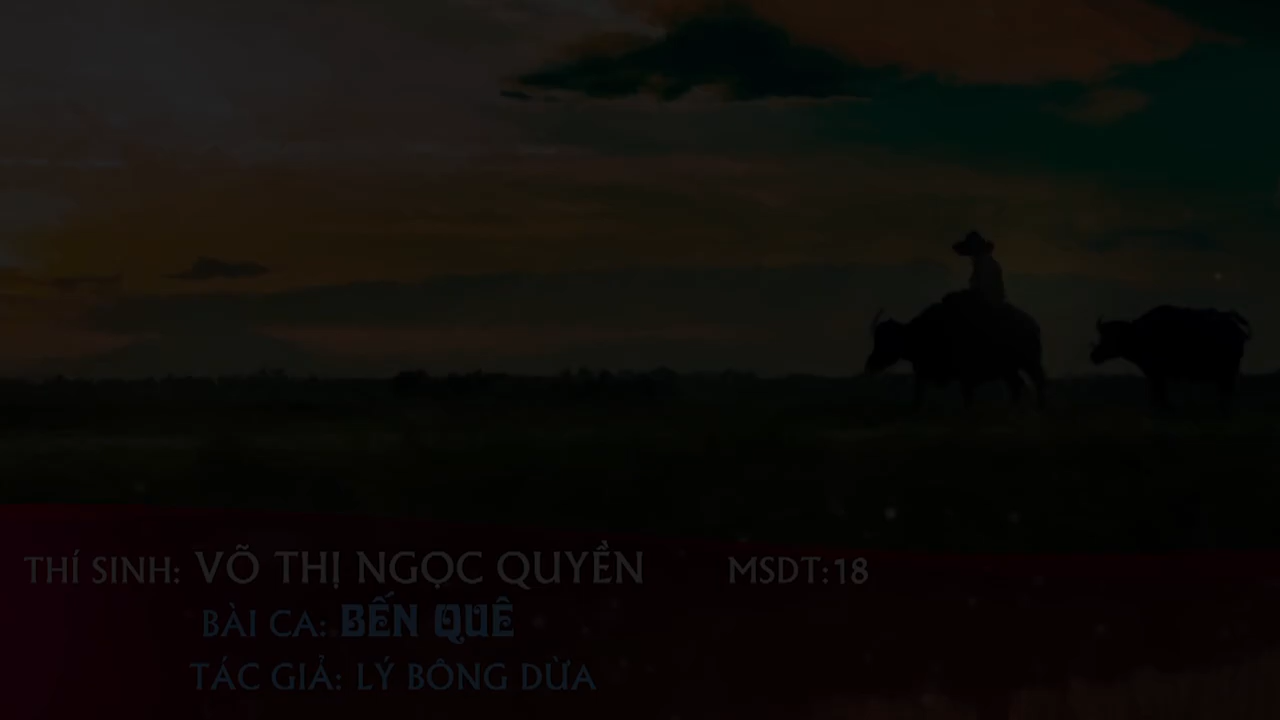 THÍ SINH: VÕ THỊ NGỌC QUYỀN MSDT:18
BÀI CA: BẾN QUÊ
TÁC GIẢ: LÝ BÔNG DỪA